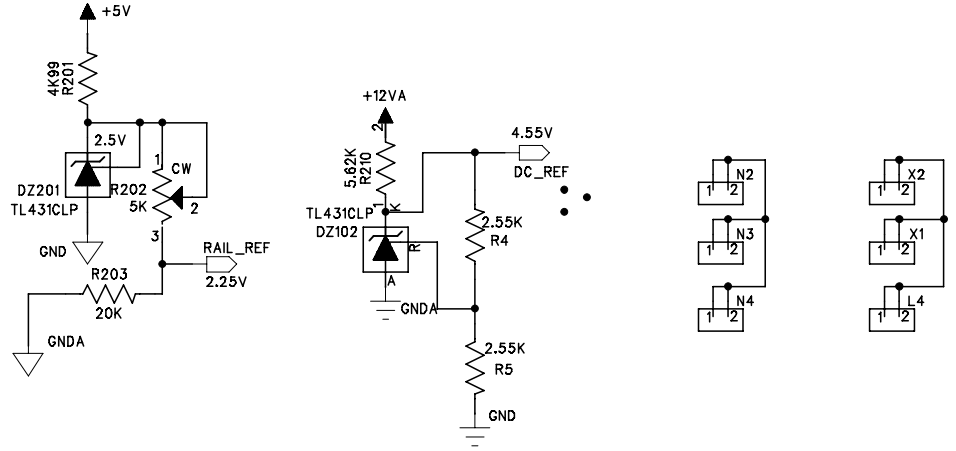 +5V
4K99
R201
2.5V
DZ201
TL431CLP
R202
5K
1
CW
2
3
GND
RAIL_REF
2.25V
R203
20K
GNDA
+12VA
2
5.62K
R210
1
K
4.55V
DC_REF
TL431CLP
DZ102
R
A
GNDA
2.55K
R4
2.55K
R5
GND
N2
1 2
N3
1 2
N4
1 2
X2
1 2
X1
1 2
L4
1 2